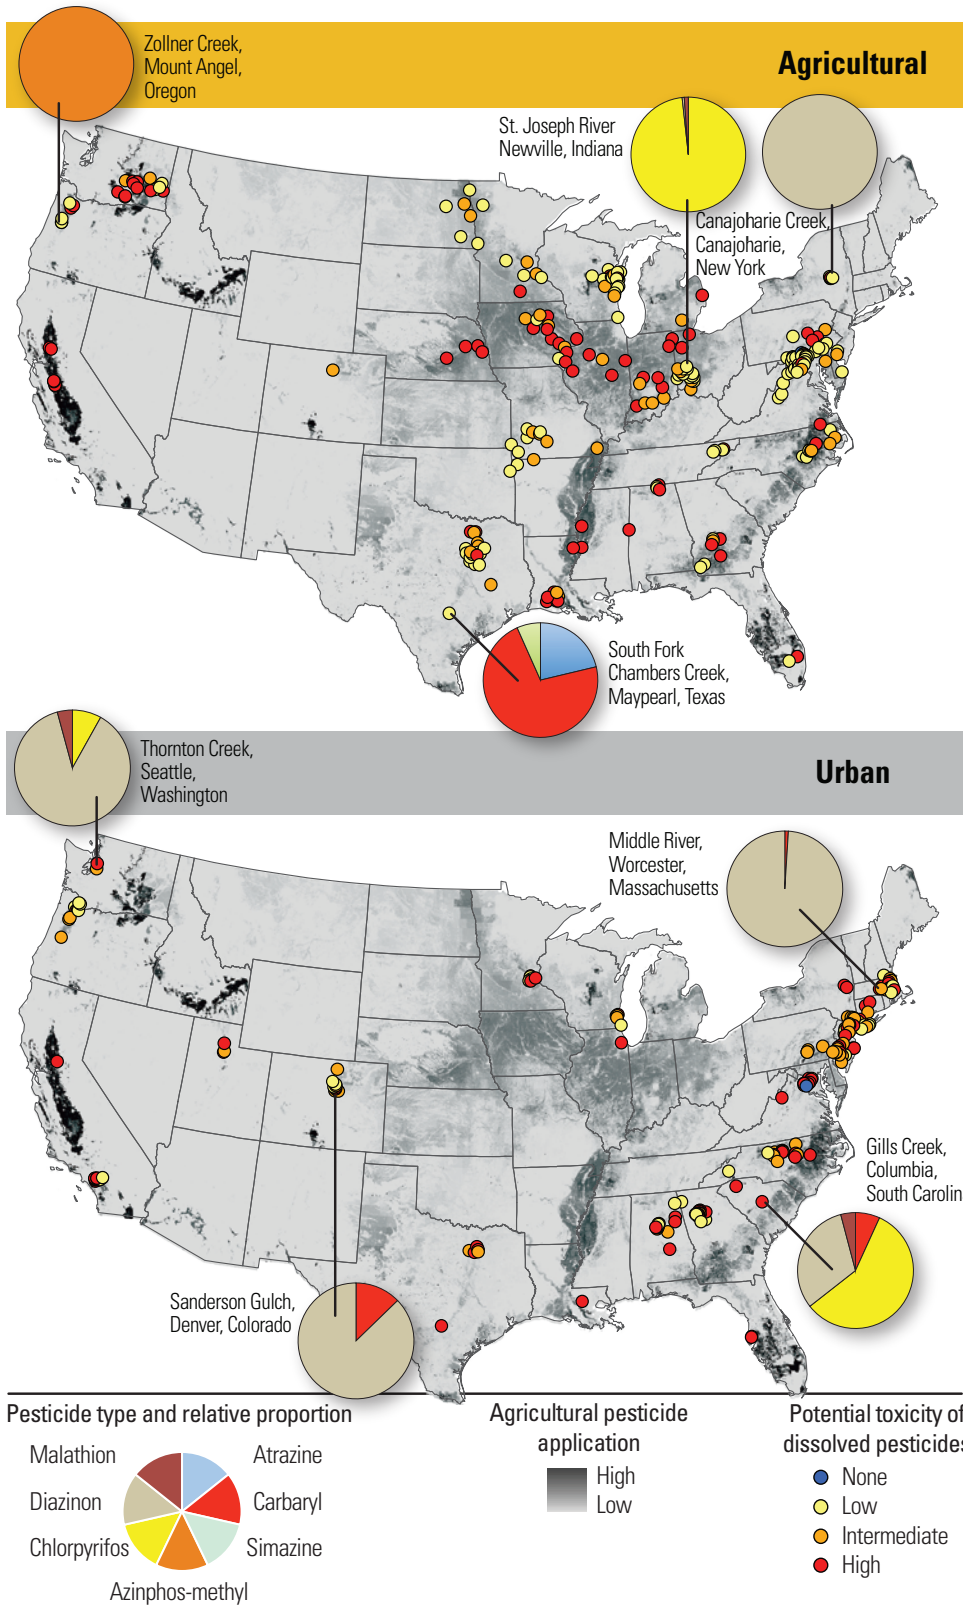 Zollner Creek,
Mount Angel,
Oregon
Agricultural
St. Joseph River
Newville, Indiana
Canajoharie Creek,
Canajoharie,
New York
South Fork
Chambers Creek,
Maypearl, Texas
Thornton Creek,
Seattle,
Washington
Urban
Middle River,
Worcester,
Massachusetts
Gills Creek,
Columbia,
South Carolin
Sanderson Gulch,
Denver, Colorado
Pesticide type and relative proportion
Malathion
Atrazine
Diazinon
Carbaryl
Chlorpyrifos
Simazine
Azinphos-methyl
Agricultural pesticide
application
High
Low
Potential toxicity of
dissolved pesticides
None
Low
Intermediate
High